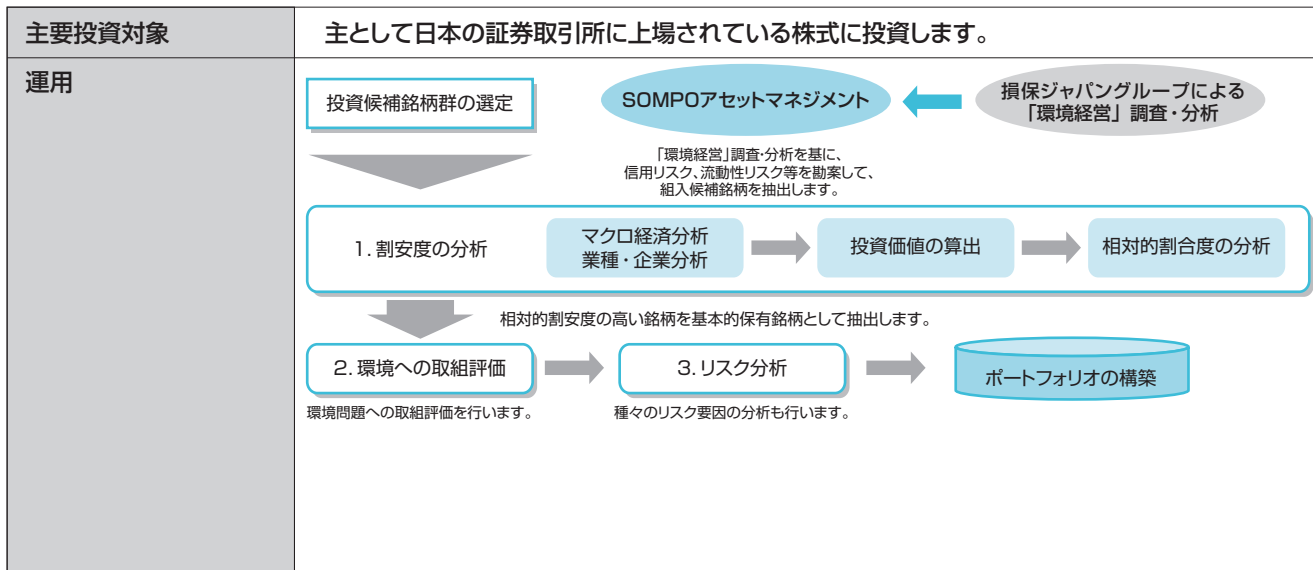 主要投資対象
主として日本の証券取引所に上場されている株式に投資します。
運用
投資候補銘柄群の選定
SOMPOアセットマネジメント
損保ジャパングループによる
「環境経営」調査・分析
「環境経営」調査・分析を基に、
信用リスク、流動性リスク等を勘案して、
組入候補銘柄を抽出します。
1. 割安度の分析
マクロ経済分析
業種・企業分析
投資価値の算出
相対的割合度の分析
相対的割安度の高い銘柄を基本的保有銘柄として抽出します。
2. 環境への取組評価
3. リスク分析
ポートフォリオの構築
環境問題への取組評価を行います。
種々のリスク要因の分析も行います。